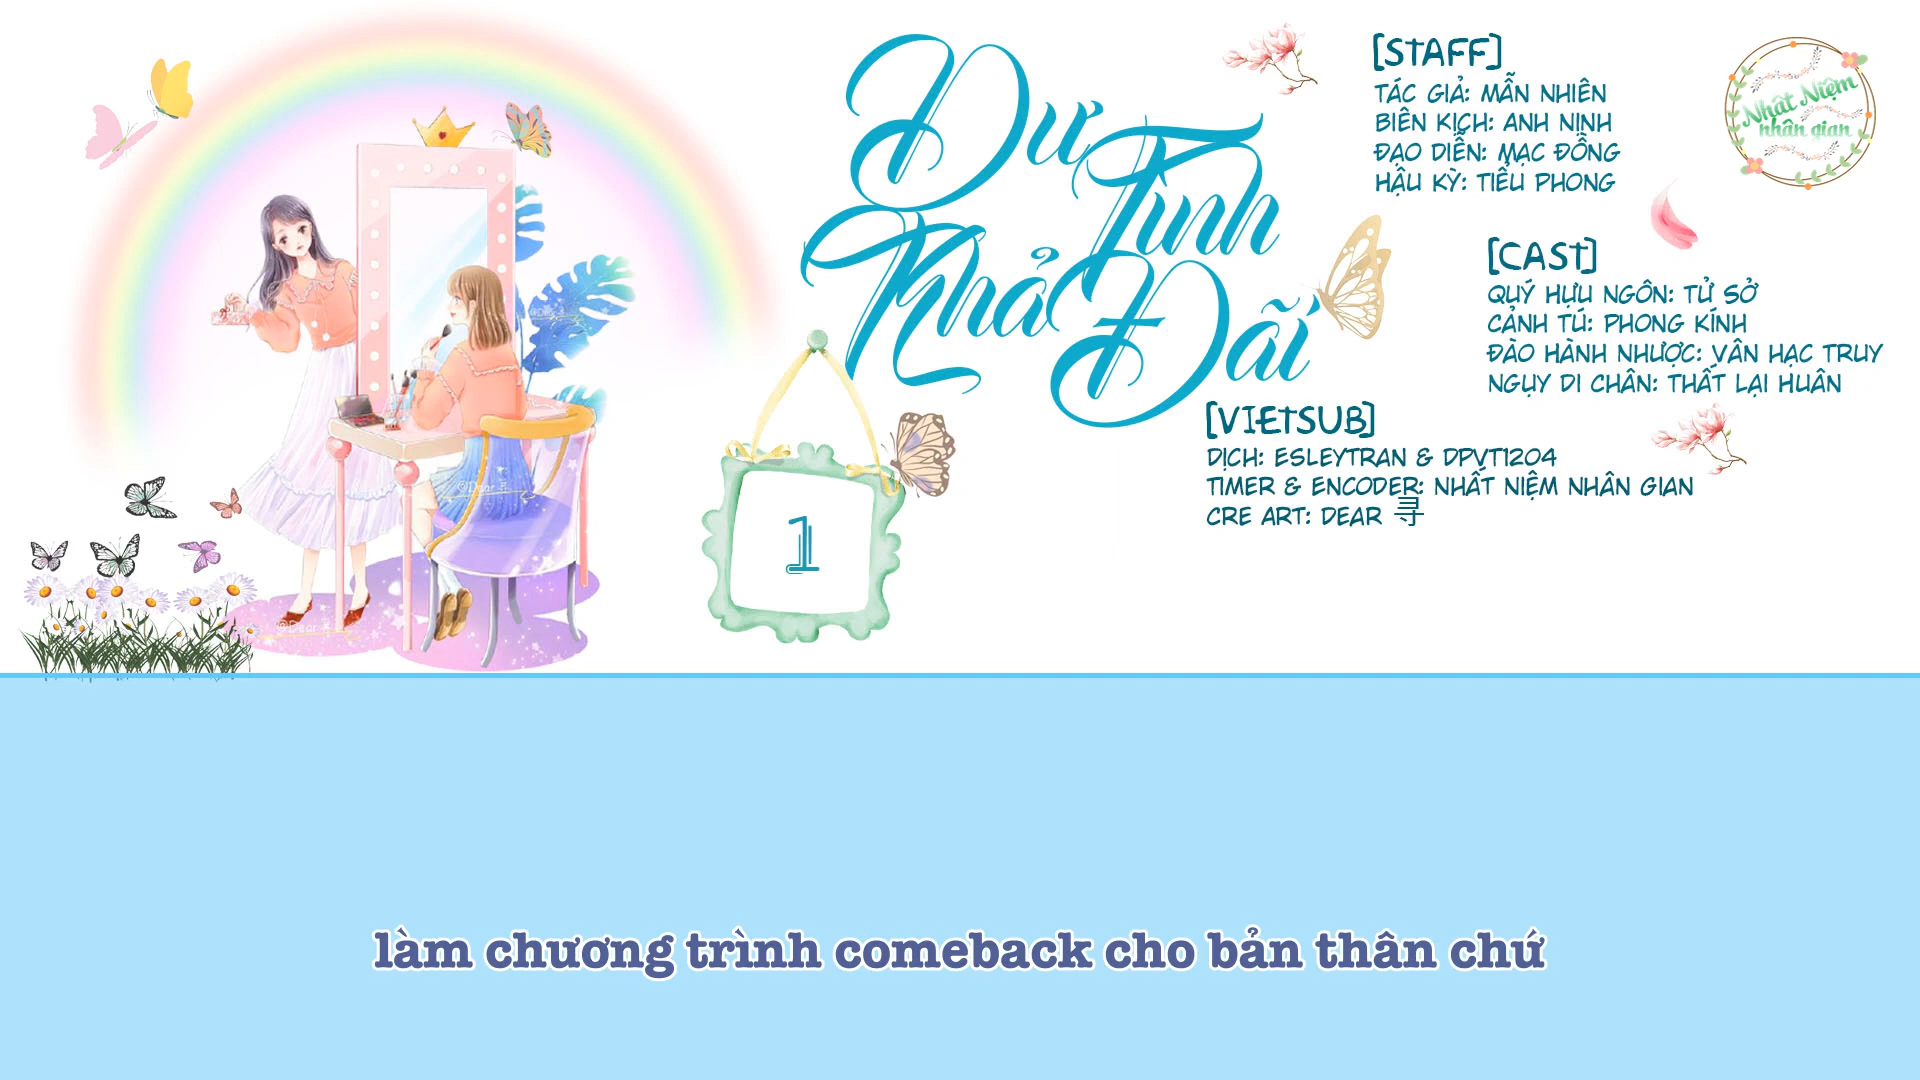 Dư Tình
Khả Đãi
1
[STAFF]
TÁC GIẢ: MẪN NHIÊN
BIÊN KỊCH: ANH NINH
ĐẠO DIỄN: MẠC ĐỒNG
HẬU KỲ: TIỂU PHONG
Nhất Niệm
nhân gian
[CAST]
QUÝ HỰU NGÔN: TỬ SỞ
CẢNH TÚ: PHONG KÍNH
ĐÀO HÀNH NHƯỢC: VÂN HẠC TRUY
NGỤY DI CHÂN: THẤT LẠI HUÂN
[VIETSUB]
DỊCH: ESLEYTRAN & DPVT1204
TIMER & ENCODER: NHẤT NIỆM NHÂN GIAN
CRE ART: DEAR 寻
làm chương trình comeback cho bản thân chứ